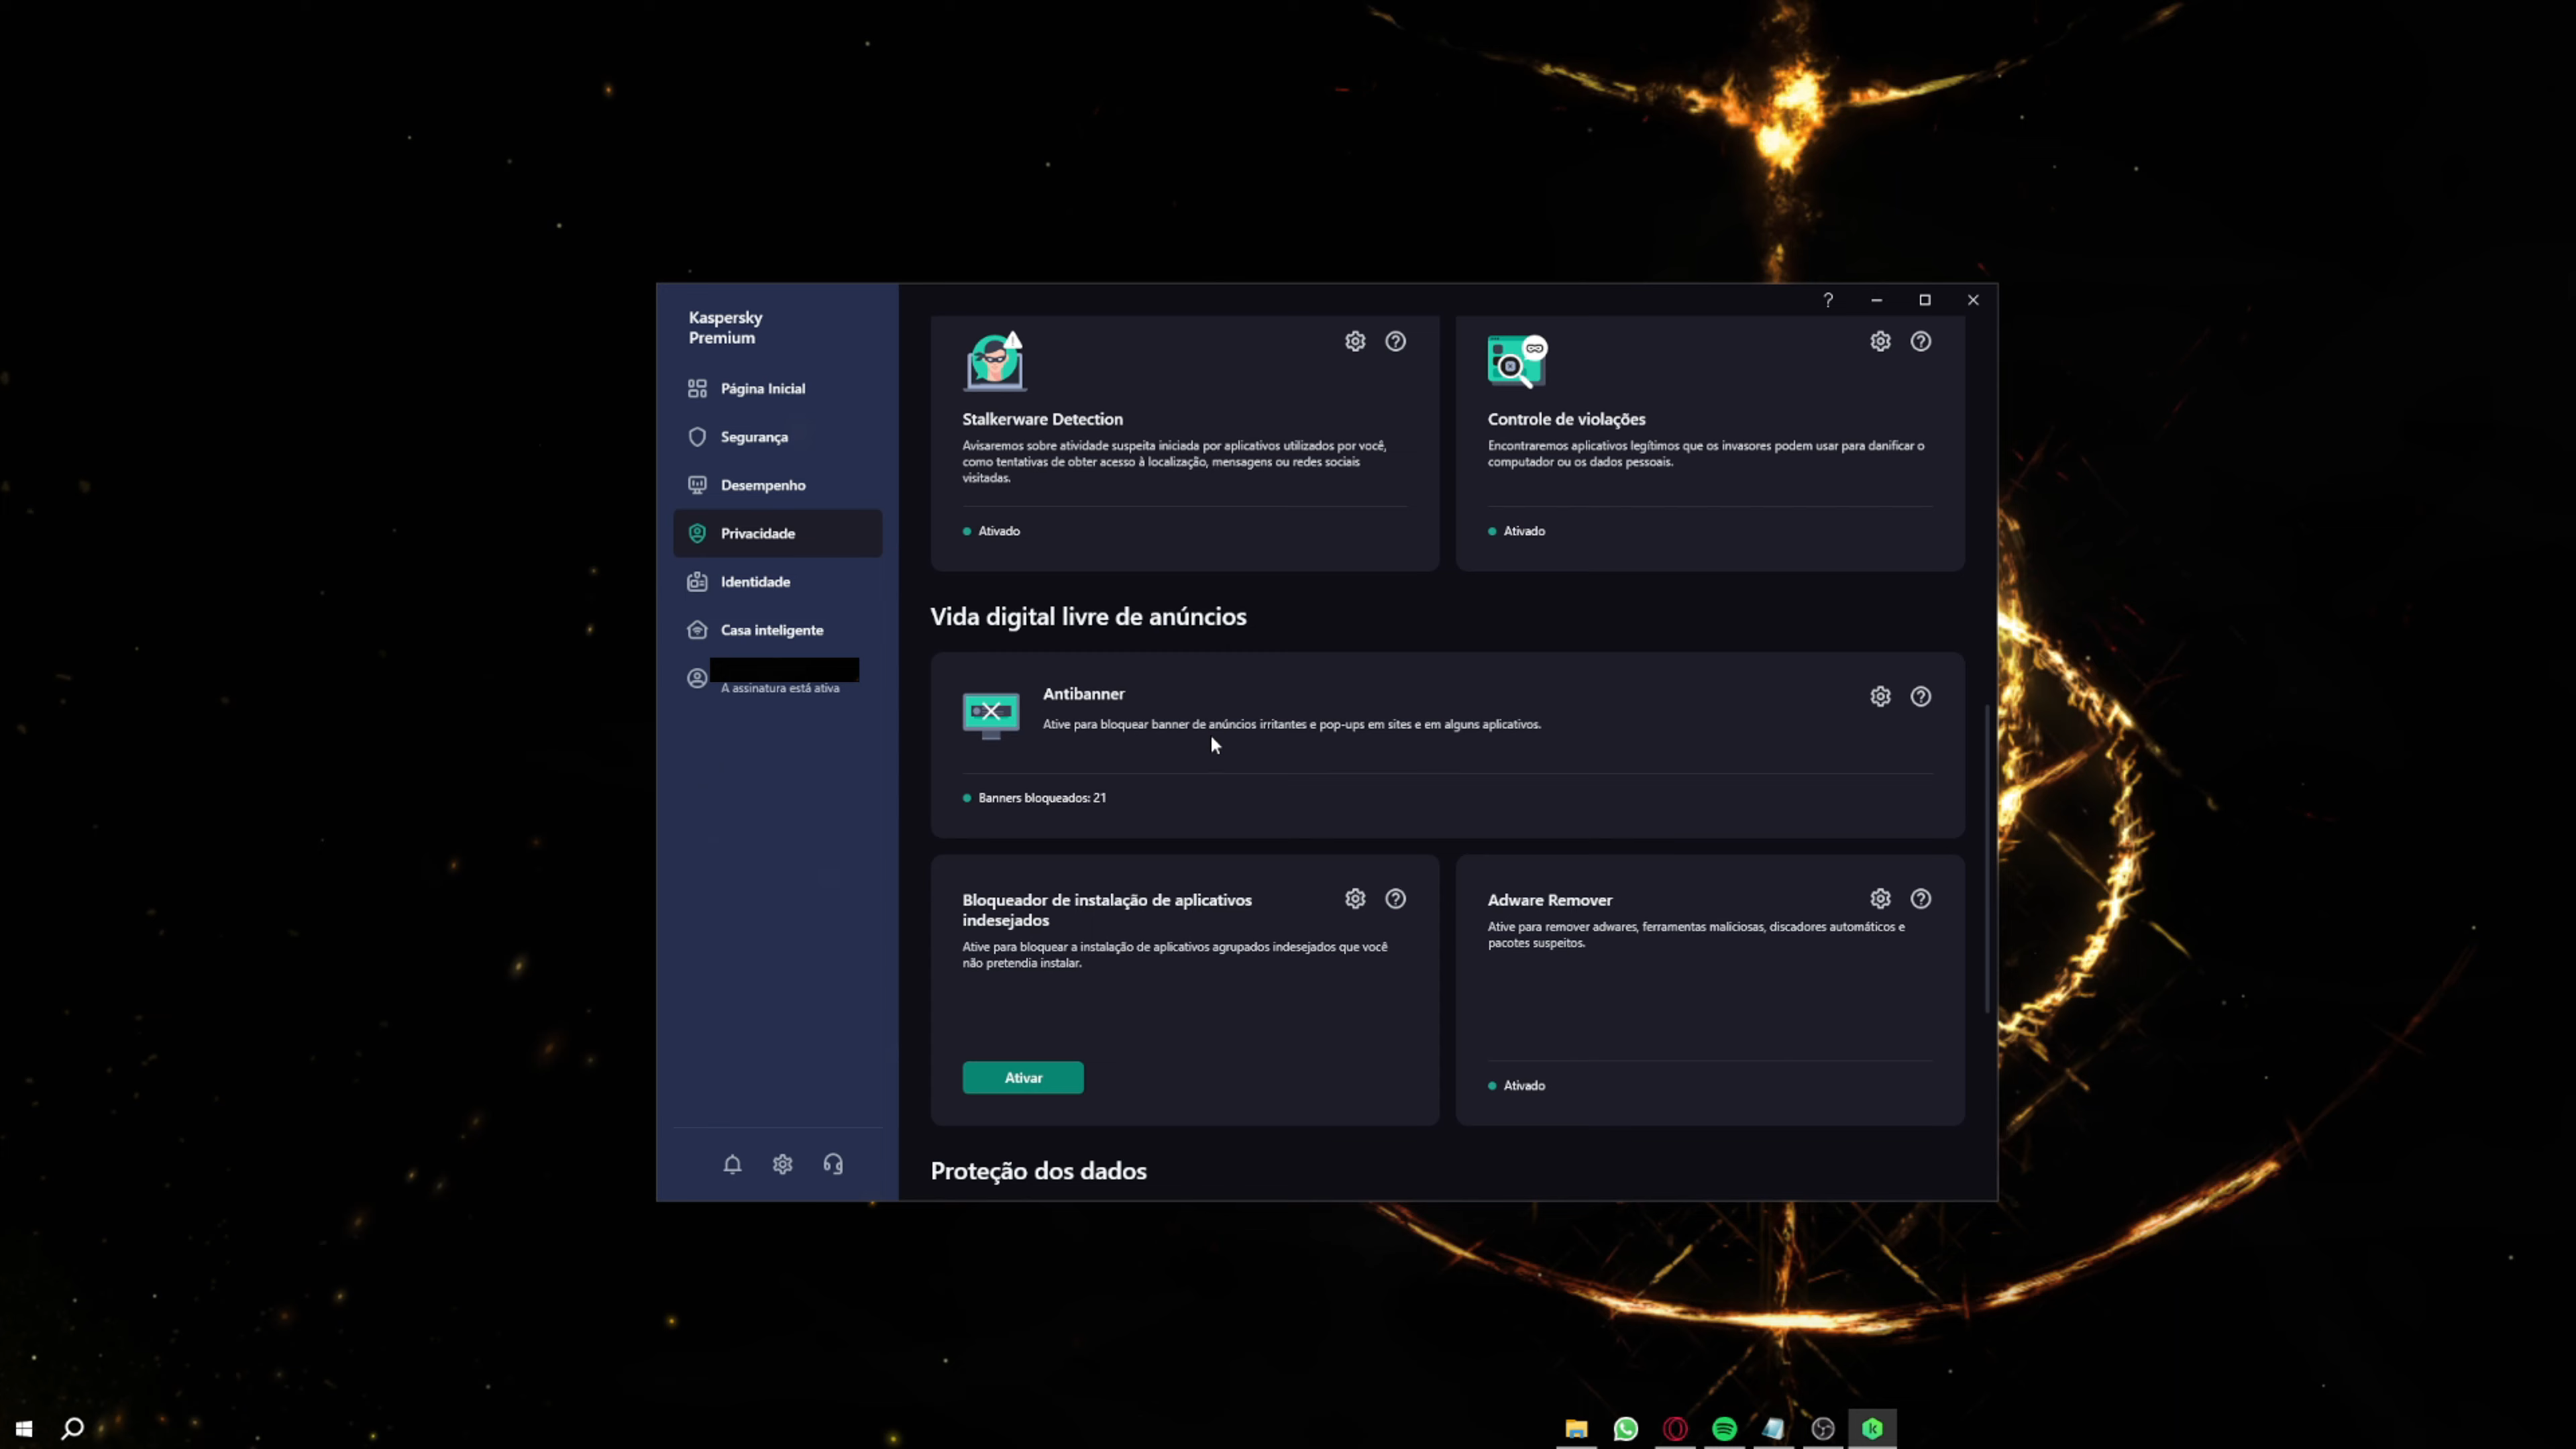 Kaspersky
Premium
Página Inicial
Segurança
Desempenho
Privacidade
Identidade
Casa inteligente
A assinatura está ativa
Stalkerware Detection
Avisaremos sobre atividade suspeita iniciada por aplicativos utilizados por você,
como tentativas de obter acesso à localização, mensagens ou redes sociais
visitadas.
Ativado
Controle de violações
Encontraremos aplicativos legítimos que os invasores podem usar para danificar o
computador ou os dados pessoais.
Ativado
Vida digital livre de anúncios
Antibanner
Ative para bloquear banner de anúncios irritantes e pop-ups em sites e em alguns aplicativos.
Banners bloqueados: 21
Bloqueador de instalação de aplicativos
indesejados
Ative para bloquear a instalação de aplicativos agrupados indesejados que você
não pretendia instalar.
Ativar
Adware Remover
Ative para remover adwares, ferramentas maliciosas, discadores automáticos e
pacotes suspeitos.
Ativado
Proteção dos dados